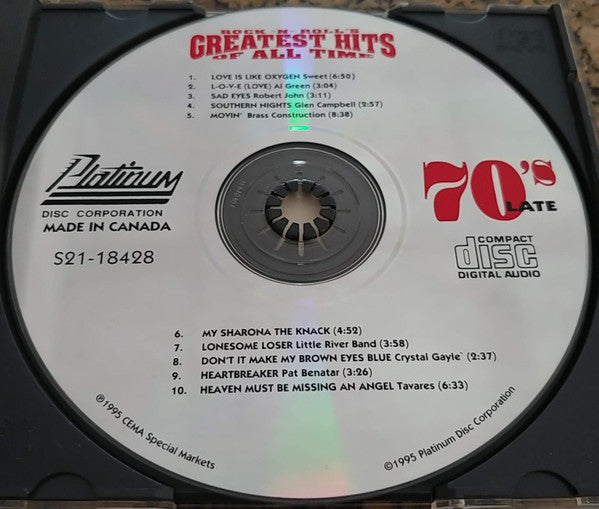 ROCK -N- ROLL'S
GREATEST HITS
OF ALL TIME
1. LOVE IS LIKE OXYGEN Sweet (6:50)
2. L-O-V-E (LOVE) Al Green (3:04)
3. SAD EYES Robert John (3:11)
4. SOUTHERN NIGHTS Glen Campbell (2:57)
5. MOVIN' Brass Construction (8:38)
Platinum
DISC CORPORATION
MADE IN CANADA
S21-18428
70's
LATE
COMPACT
disc
DIGITAL AUDIO
6. MY SHARONA THE KNACK (4:52)
7. LONESOME LOSER Little River Band (3:58)
8. DON'T IT MAKE MY BROWN EYES BLUE Crystal Gayle` (2:37)
9. HEARTBREAKER Pat Benatar (3:26)
10. HEAVEN MUST BE MISSING AN ANGEL Tavares (6:33)
℗1995 CEMA Special Markets
©1995 Platinum Disc Corporation